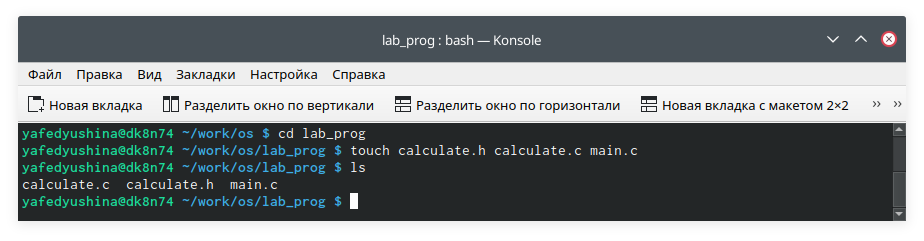 lab_prog : bash — Konsole
Файл Правка Вид Закладки Настройка Справка
Новая вкладка Разделить окно по вертикали Разделить окно по горизонтали Новая вкладка с макетом 2×2 » »
yafedyushina@dk8n74 ~/work/os $ cd lab_prog
yafedyushina@dk8n74 ~/work/os/lab_prog $ touch calculate.h calculate.c main.c
yafedyushina@dk8n74 ~/work/os/lab_prog $ ls
calculate.c  calculate.h  main.c
yafedyushina@dk8n74 ~/work/os/lab_prog $